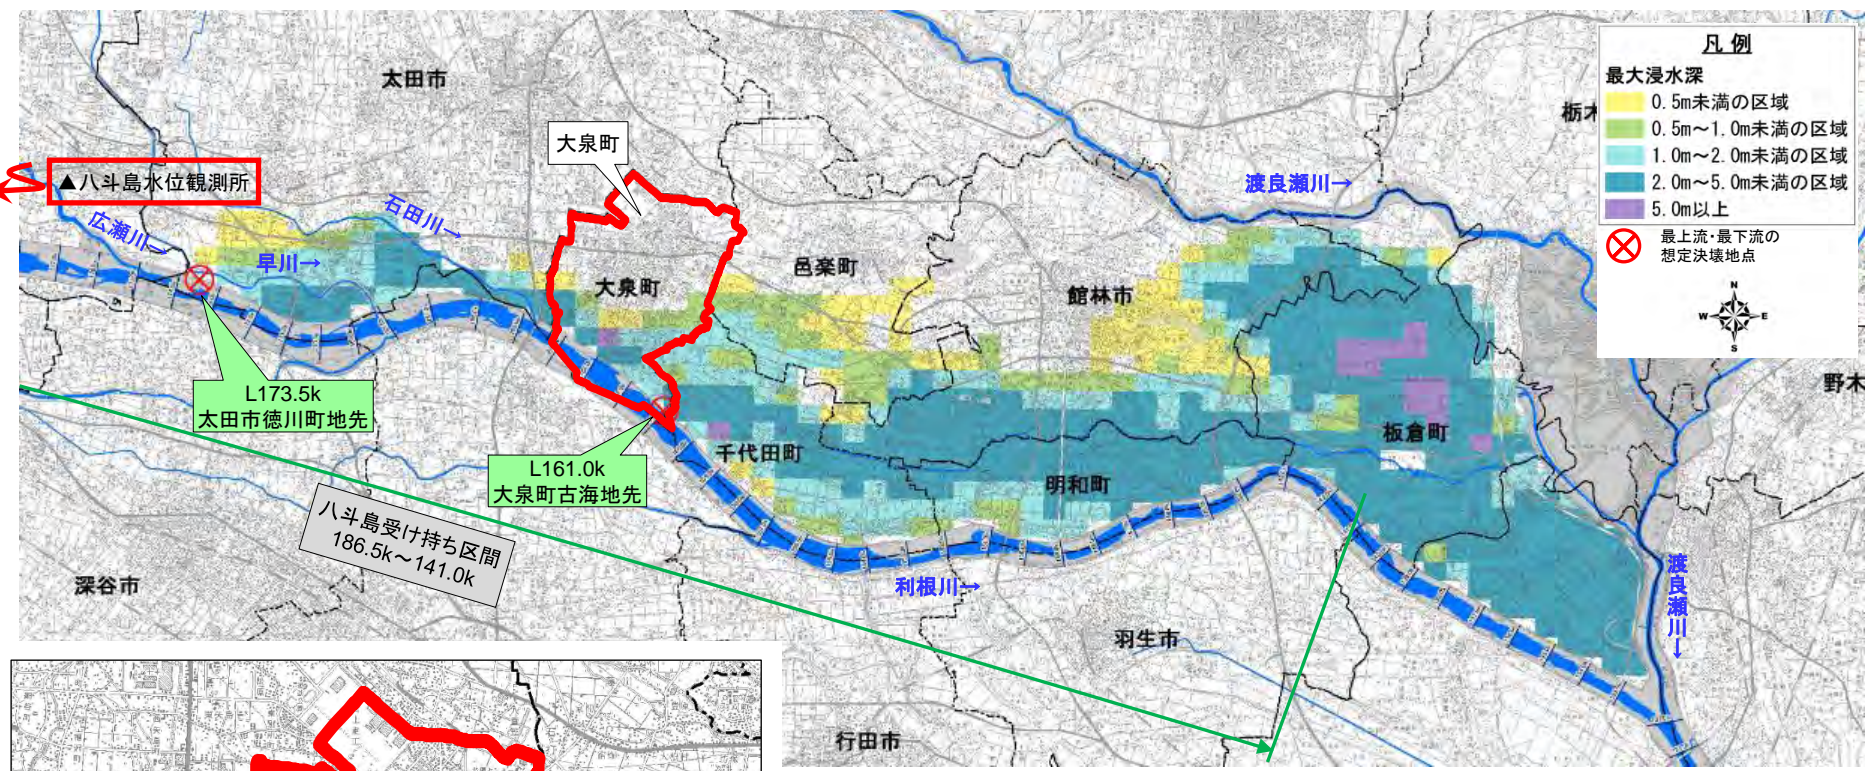 太田市
大泉町
▲八斗島水位観測所
広瀬川→
石田川→
早川→
大泉町
邑楽町
館林市
渡良瀬川→
栃木
凡 例
最大浸水深
0.5m未満の区域
0.5m～1.0m未満の区域
1.0m～2.0m未満の区域
2.0m～5.0m未満の区域
5.0m以上
最上流・最下流の
想定決壊地点
N
W E
S
野木
L173.5k
太田市徳川町地先
L161.0k
大泉町古海地先
千代田町
明和町
板倉町
八斗島受け持ち区間
186.5k～141.0k
深谷市
利根川→
渡良瀬川→
羽生市
行田市